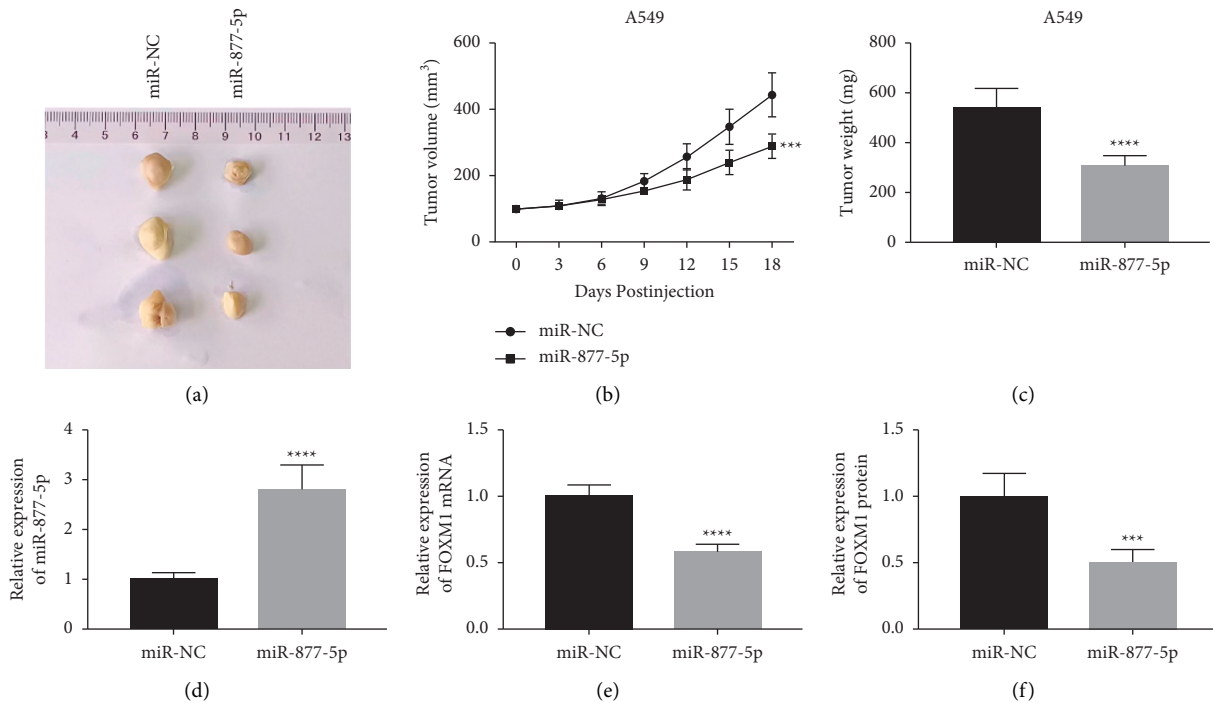 miR-NC
miR-877-5p
3 4 5 6 7 8 9 10 11 12 13
(a)
A549
Tumor volume (mm³)
600
400
200
0
0 3 6 9 12 15 18
***
Days Postinjection
miR-NC
miR-877-5p
(b)
A549
Tumor weight (mg)
800
600
400
200
0
****
miR-NC miR-877-5p
(c)
Relative expression
of miR-877-5p
4
3
2
1
0
****
miR-NC miR-877-5p
(d)
Relative expression
of FOXM1 mRNA
1.5
1.0
0.5
0.0
****
miR-NC miR-877-5p
(e)
Relative expression
of FOXM1 protein
1.5
1.0
0.5
0.0
***
miR-NC miR-877-5p
(f)